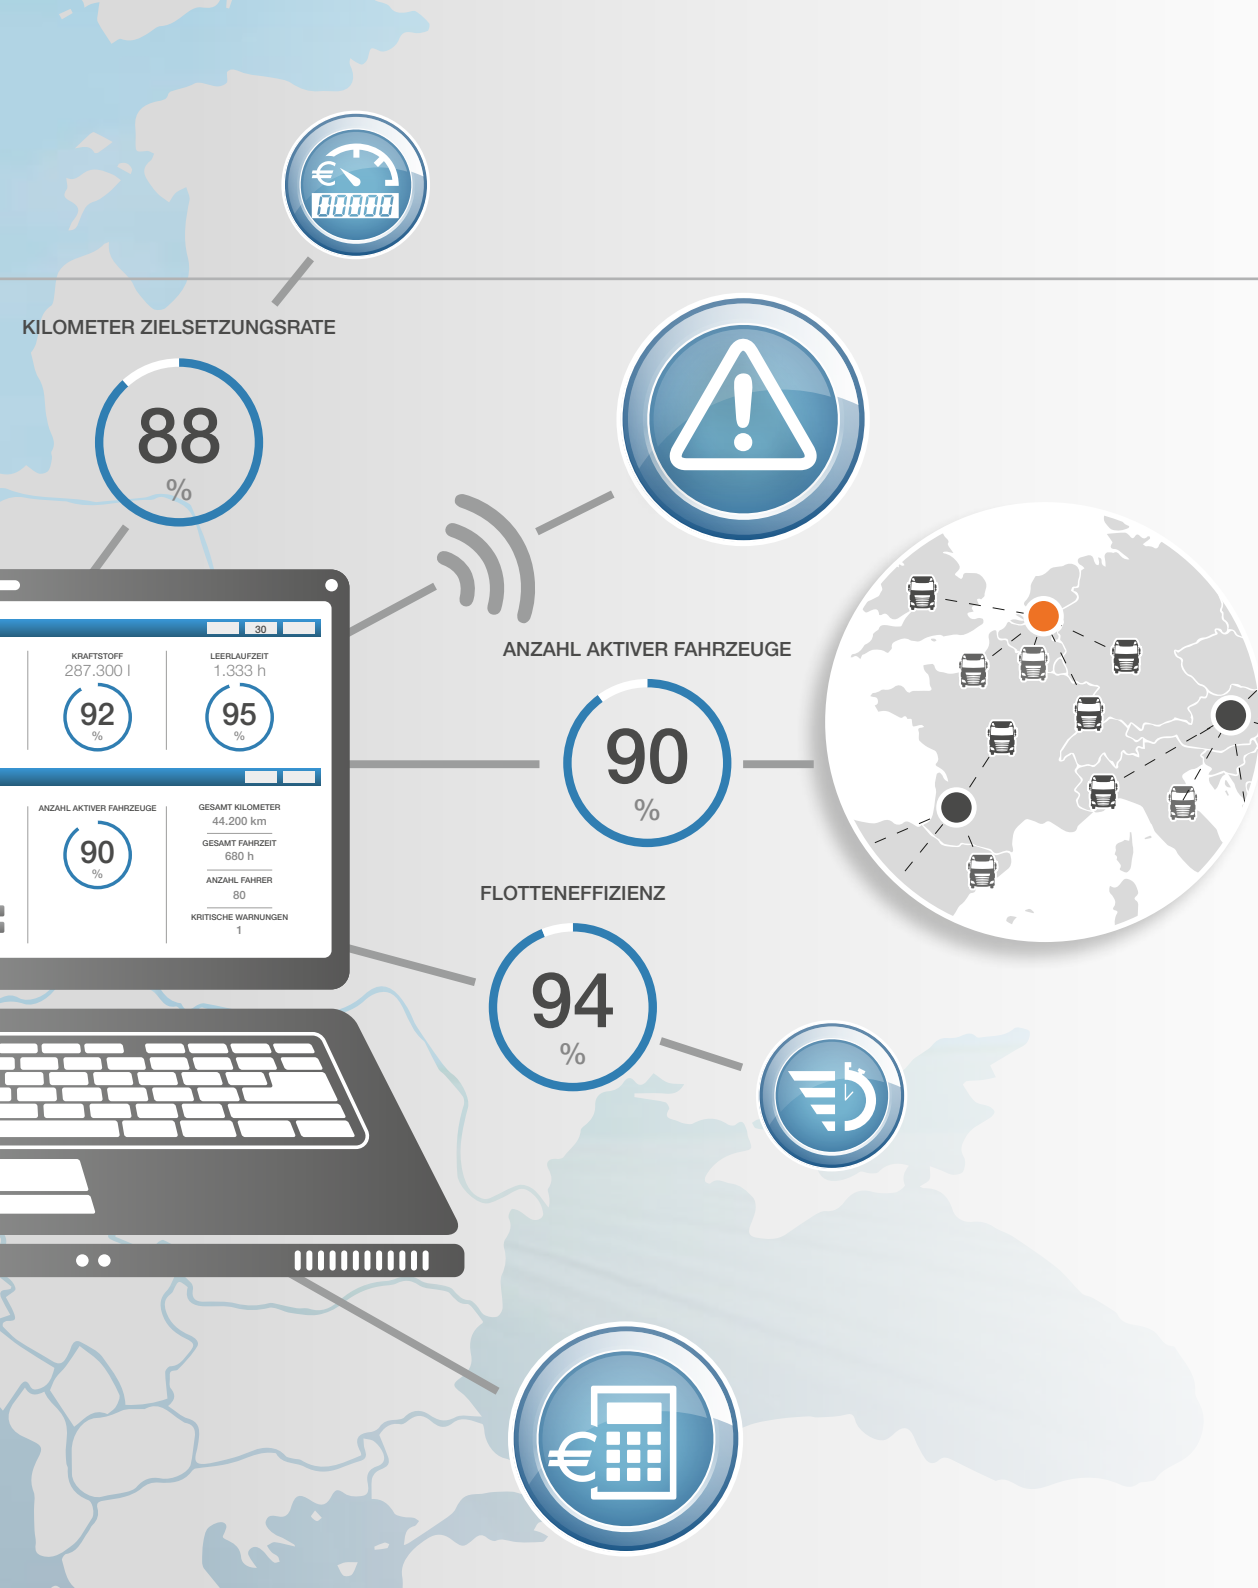 €
00000
KILOMETER ZIELSETZUNGSRATE
88
%
30
KRAFTSTOFF
287.300 l
92
%
LEERLAUFZEIT
1.333 h
95
%
ANZAHL AKTIVER FAHRZEUGE
90
%
GESAMT KILOMETER
44.200 km
GESAMT FAHRZEIT
680 h
ANZAHL FAHRER
80
KRITISCHE WARNUNGEN
1
ANZAHL AKTIVER FAHRZEUGE
90
%
FLOTTENEFFIZIENZ
94
%
€